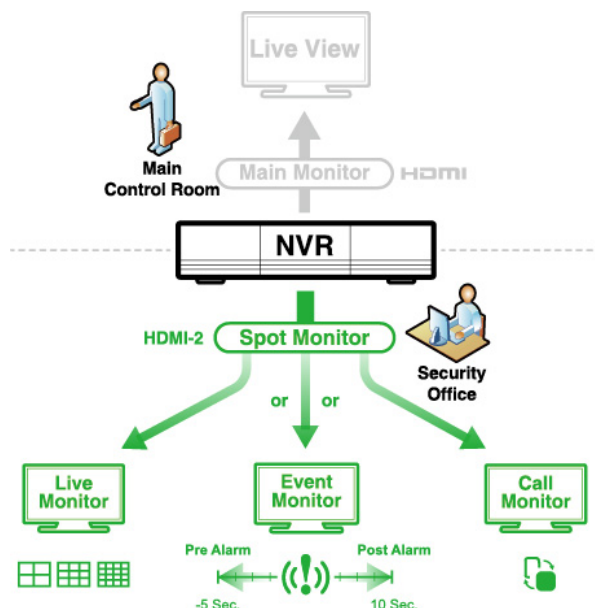 Live View
Main
Control Room
Main Monitor
HDMI
NVR
HDMI-2
Spot Monitor
Security
Office
or
or
Live
Monitor
Event
Monitor
Call
Monitor
Pre Alarm
Post Alarm
-5 Sec.
10 Sec.